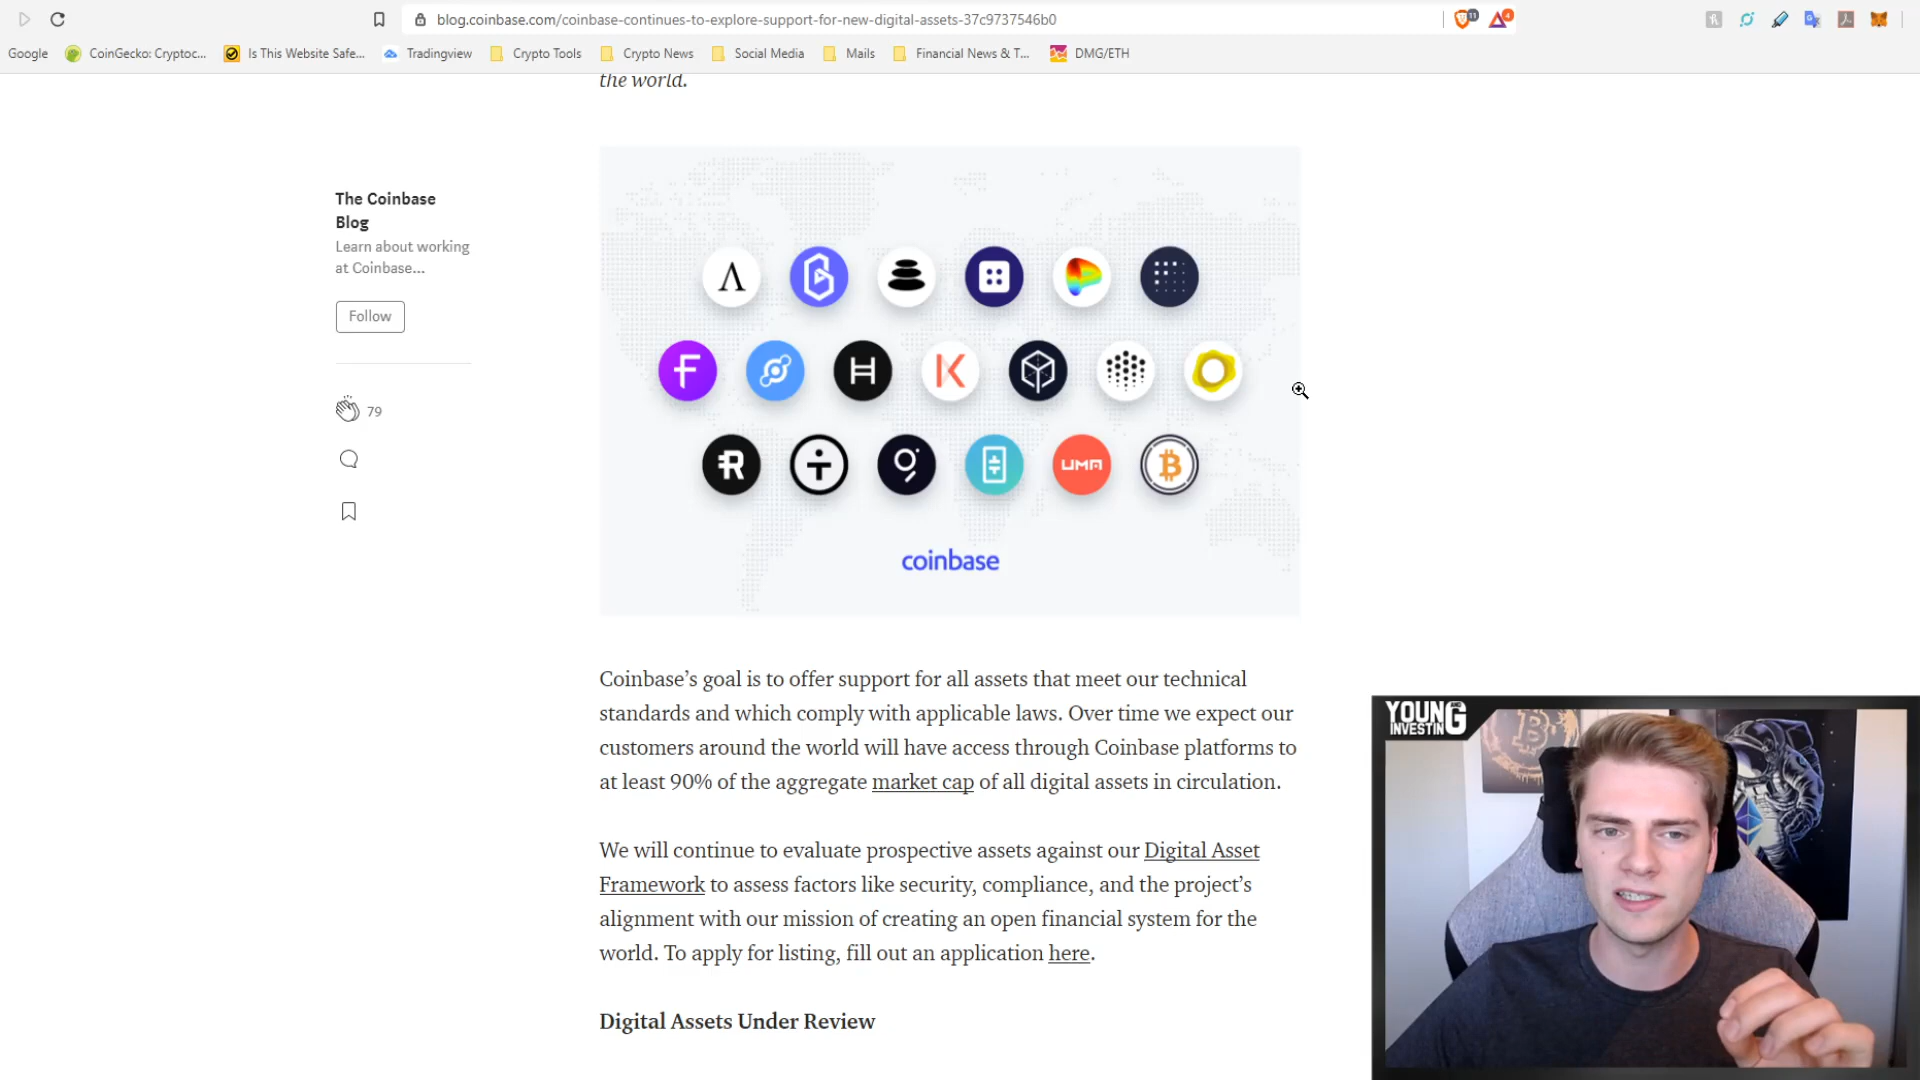 blog.coinbase.com/coinbase-continues-to-explore-support-for-new-digital-assets-37c9737546b0
11
4
Google
CoinGecko: Cryptoc...
Is This Website Safe...
Tradingview
Crypto Tools
Crypto News
Social Media
Mails
Financial News & T...
DMG/ETH
the world.
The Coinbase
Blog
Learn about working
at Coinbase...
Follow
79
UMA
coinbase
Coinbase’s goal is to offer support for all assets that meet our technical
standards and which comply with applicable laws. Over time we expect our
customers around the world will have access through Coinbase platforms to
at least 90% of the aggregate market cap of all digital assets in circulation.
We will continue to evaluate prospective assets against our Digital Asset
Framework to assess factors like security, compliance, and the project’s
alignment with our mission of creating an open financial system for the
world. To apply for listing, fill out an application here.
Digital Assets Under Review
YOUNG
AND
INVESTING